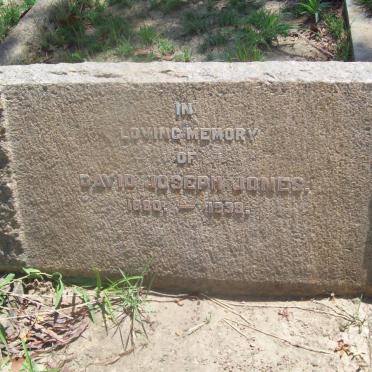 IN
LOVING MEMORY
OF
DAVID JOSEPH JONES.
1880. — 1938.